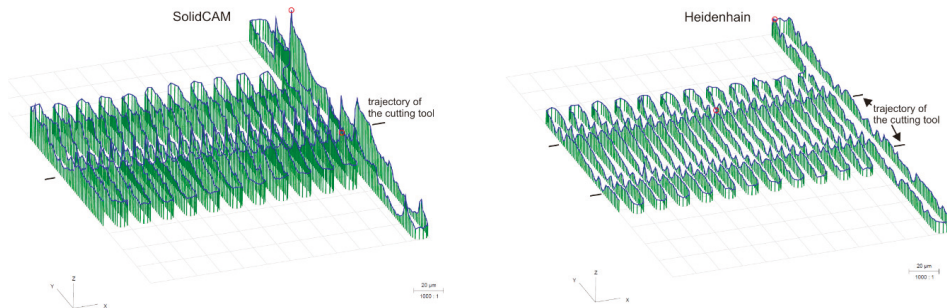 SolidCAM
trajectory of
the cutting tool
Z
Y
X
20 µm
1000 : 1
Heidenhain
trajectory of
the cutting tool
Z
Y
X
20 µm
1000 : 1